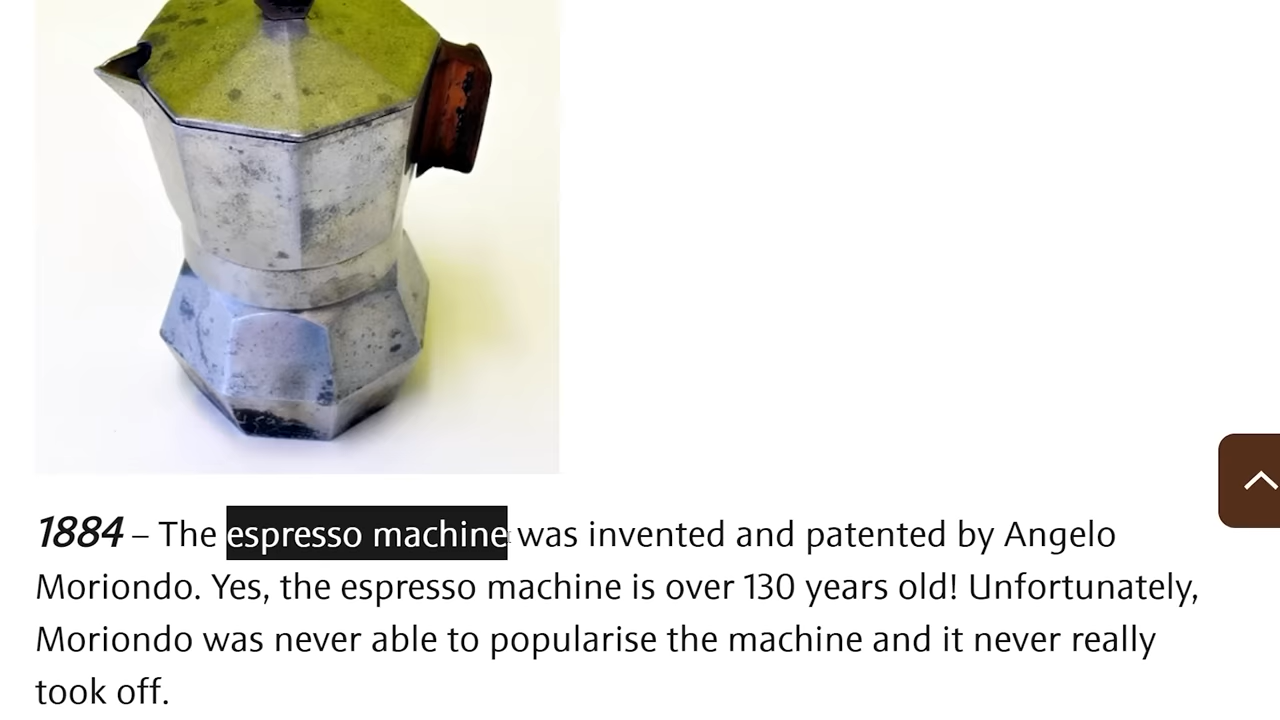 1884 – The espresso machine was invented and patented by Angelo
Moriondo. Yes, the espresso machine is over 130 years old! Unfortunately,
Moriondo was never able to popularise the machine and it never really
took off.